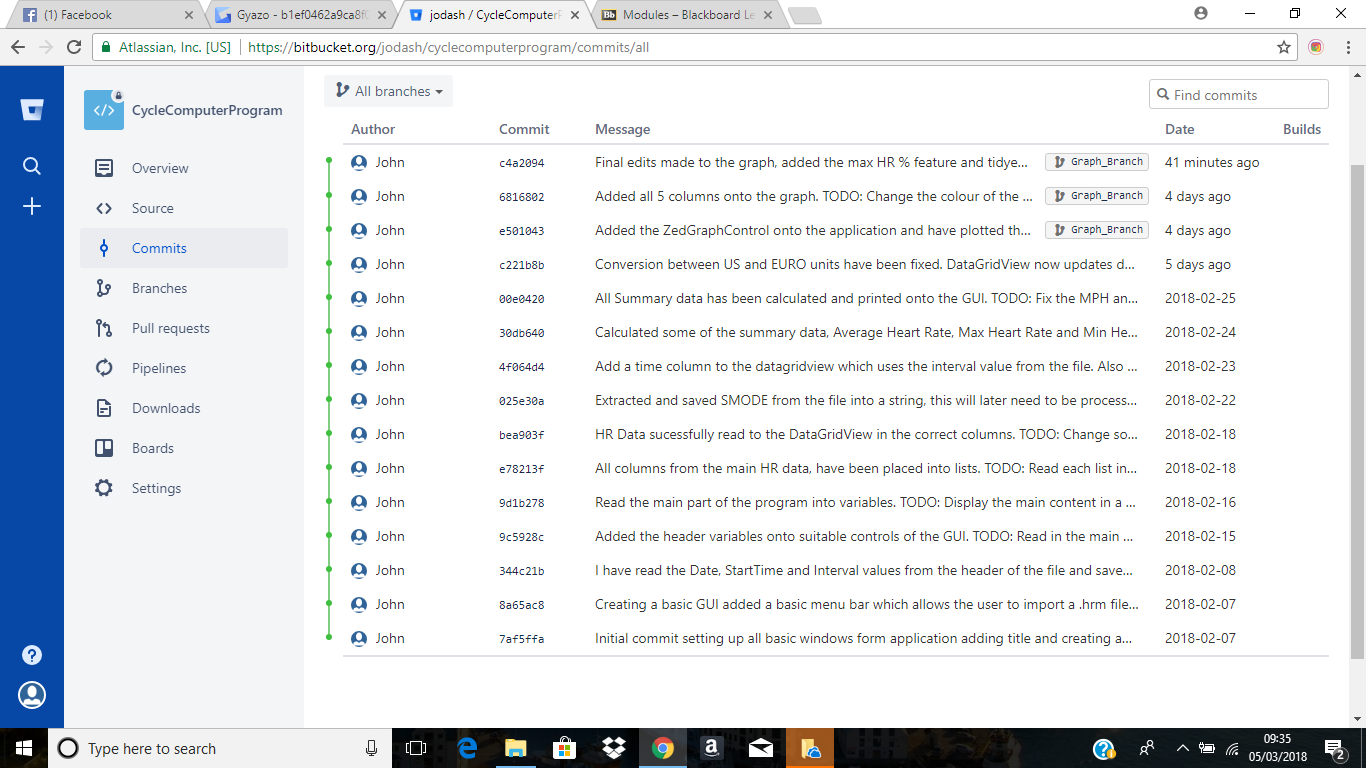 (1) Facebook
Gyazo - b1ef0462a9ca8f0
jodash / CycleComputerP
Bb Modules – Blackboard Le
Atlassian, Inc. [US] https://bitbucket.org/jodash/cyclecomputerprogram/commits/all
CycleComputerProgram
Overview
Source
Commits
Branches
Pull requests
Pipelines
Downloads
Boards
Settings
All branches
Find commits
Author Commit Message Date Builds
John c4a2094 Final edits made to the graph, added the max HR % feature and tidye... Graph_Branch 41 minutes ago
John 6816802 Added all 5 columns onto the graph. TODO: Change the colour of the ... Graph_Branch 4 days ago
John e501043 Added the ZedGraphControl onto the application and have plotted th... Graph_Branch 4 days ago
John c221b8b Conversion between US and EURO units have been fixed. DataGridView now updates d... 5 days ago
John 00e0420 All Summary data has been calculated and printed onto the GUI. TODO: Fix the MPH an... 2018-02-25
John 30db640 Calculated some of the summary data, Average Heart Rate, Max Heart Rate and Min He... 2018-02-24
John 4f064d4 Add a time column to the datagridview which uses the interval value from the file. Also ... 2018-02-23
John 025e30a Extracted and saved SMODE from the file into a string, this will later need to be process... 2018-02-22
John bea903f HR Data sucessfully read to the DataGridView in the correct columns. TODO: Change so... 2018-02-18
John e78213f All columns from the main HR data, have been placed into lists. TODO: Read each list in... 2018-02-18
John 9d1b278 Read the main part of the program into variables. TODO: Display the main content in a ... 2018-02-16
John 9c5928c Added the header variables onto suitable controls of the GUI. TODO: Read in the main ... 2018-02-15
John 344c21b I have read the Date, StartTime and Interval values from the header of the file and save... 2018-02-08
John 8a65ac8 Creating a basic GUI added a basic menu bar which allows the user to import a .hrm file... 2018-02-07
John 7af5ffa Initial commit setting up all basic windows form application adding title and creating a... 2018-02-07
Type here to search
09:35
05/03/2018
2